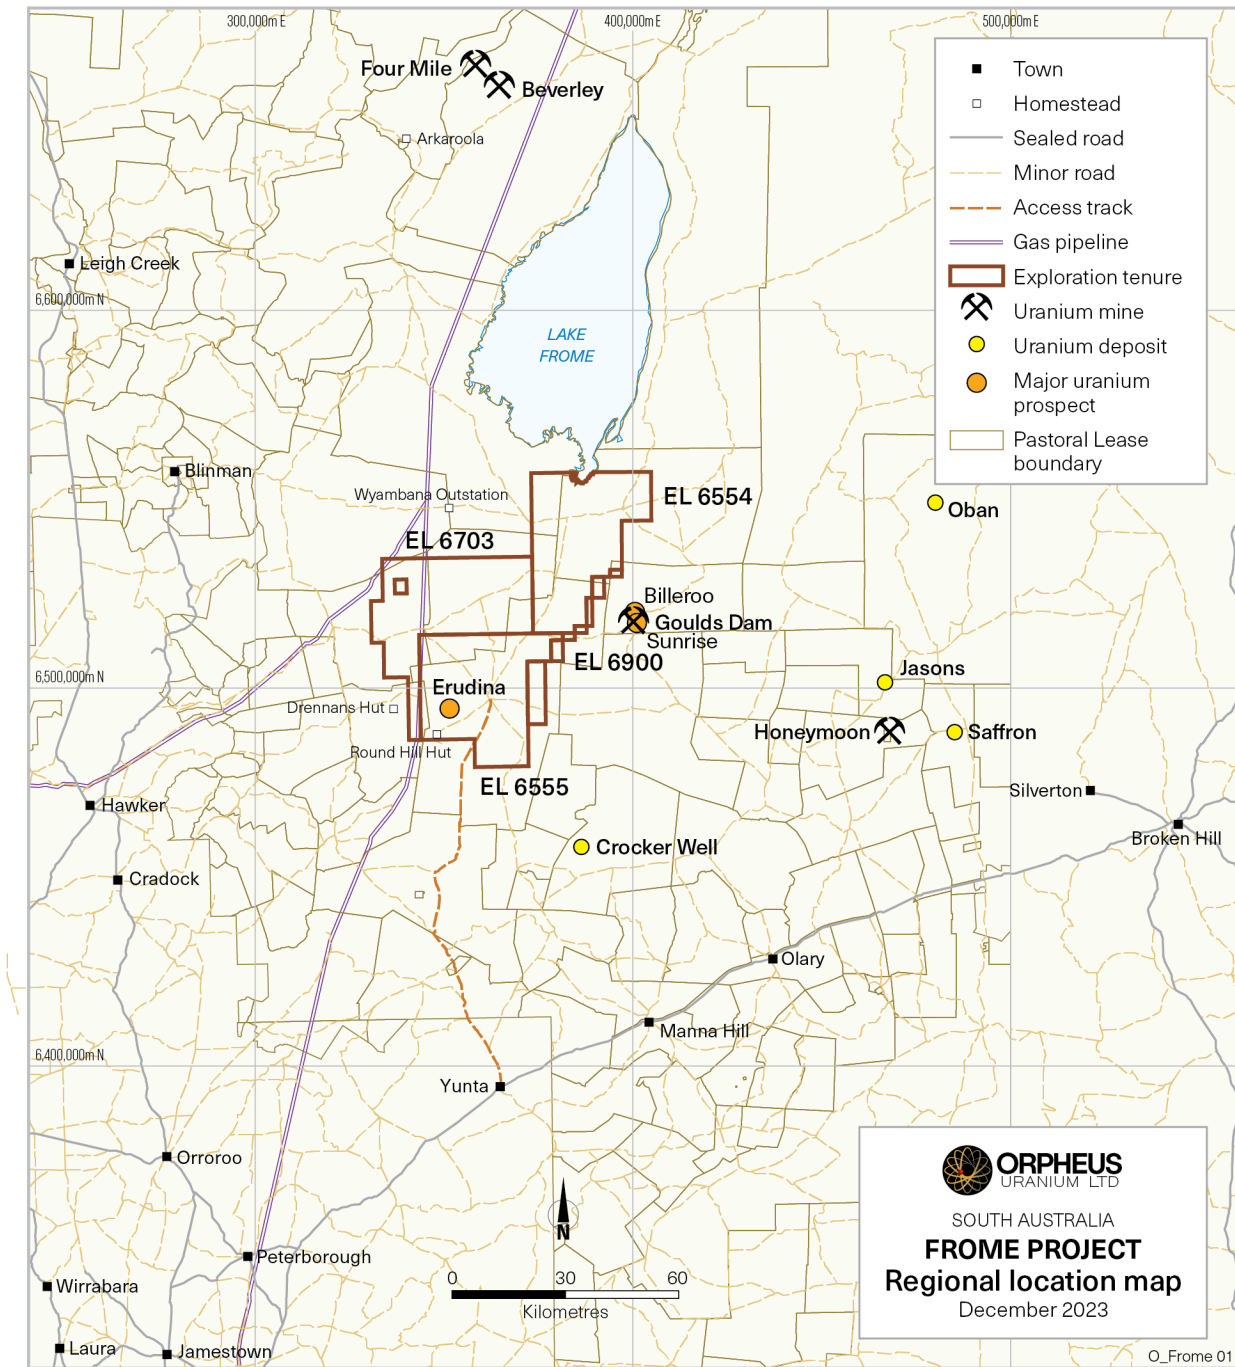 300,000m E
400,000m E
500,000m E
Four Mile
Beverley
Arkaroola
Town
Homestead
Sealed road
Minor road
Access track
Gas pipeline
Exploration tenure
Uranium mine
Uranium deposit
Major uranium
prospect
Pastoral Lease
boundary
Leigh Creek
6,600,000m N
LAKE
FROME
Blinman
Wyambana Outstation
EL 6554
Oban
EL 6703
Billeroo
Goulds Dam
Sunrise
EL 6900
Jasons
6,500,000m N
Erudina
Drennans Hut
Round Hill Hut
Honeymoon
Saffron
EL 6555
Silverton
Hawker
Broken Hill
Crocker Well
Cradock
Olary
Manna Hill
6,400,000m N
Yunta
Orroroo
ORPHEUS
URANIUM LTD
SOUTH AUSTRALIA
FROME PROJECT
Regional location map
December 2023
N
Peterborough
0 30 60
Kilometres
Wirrabara
Laura
Jamestown
O_Frome 01